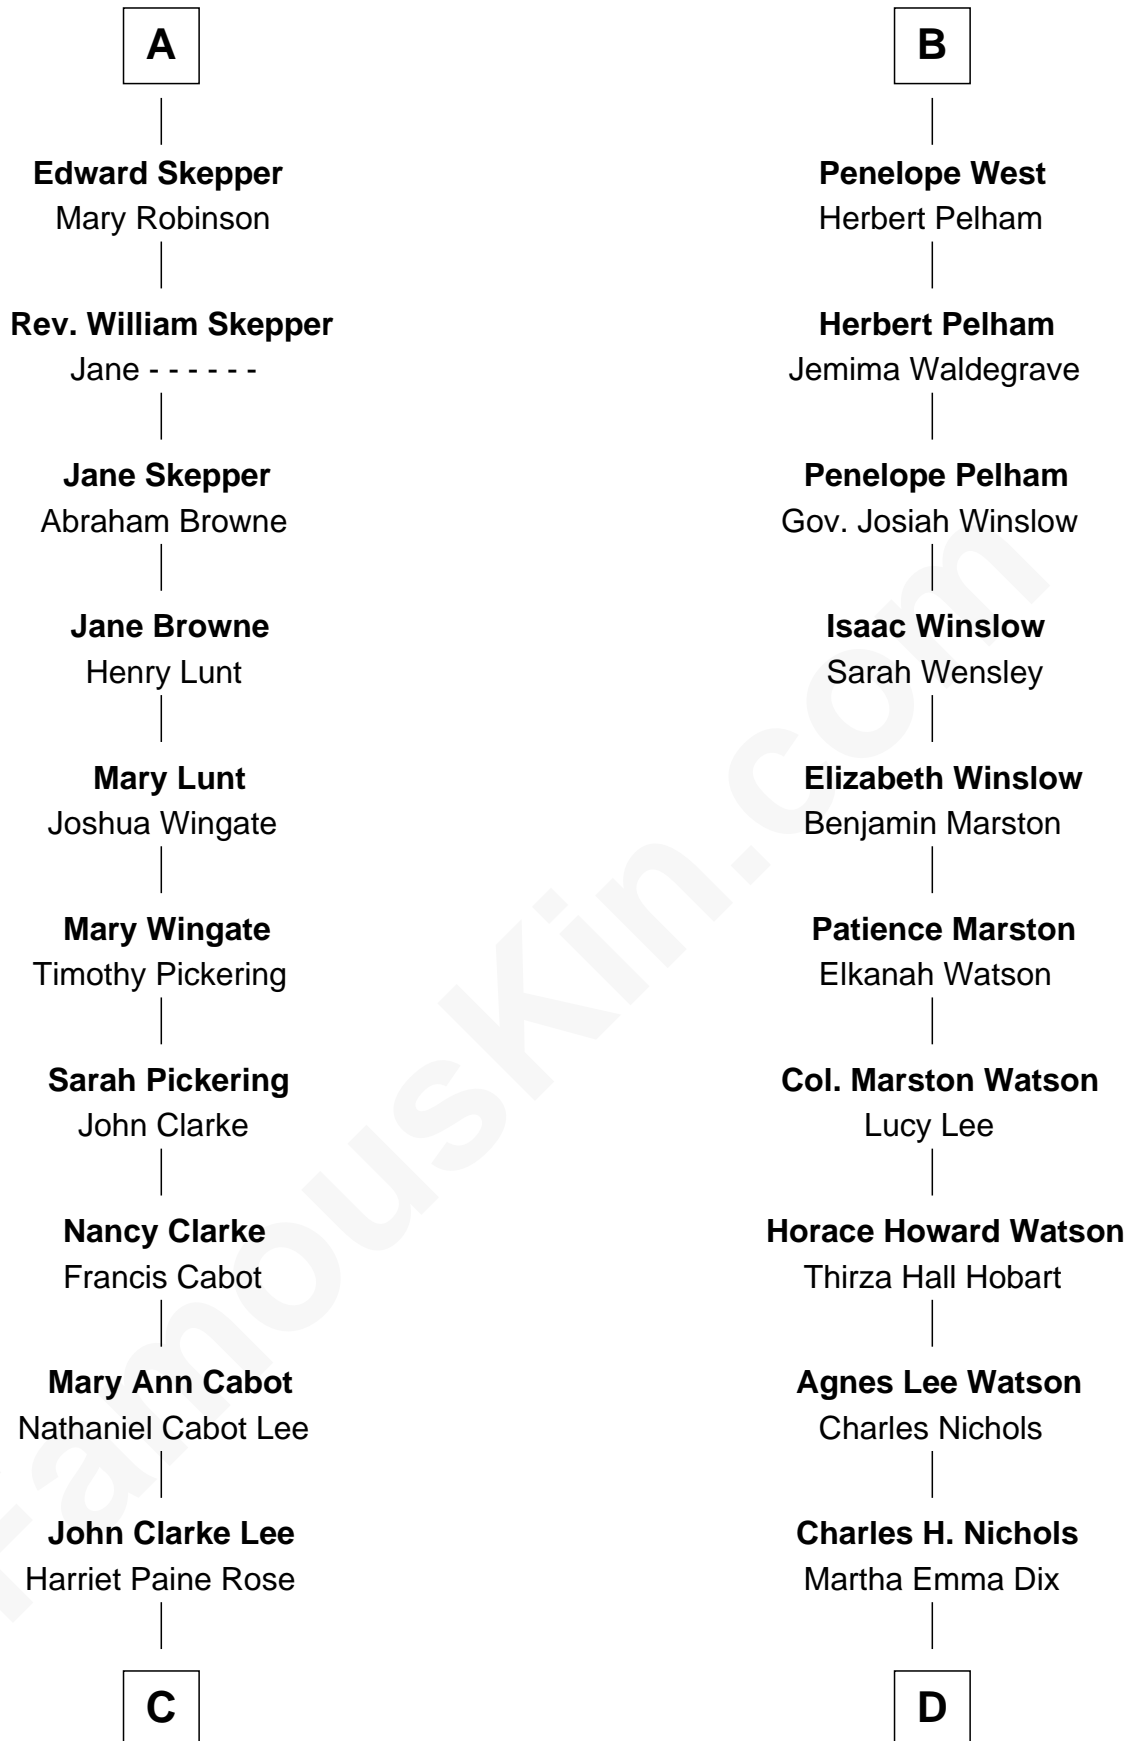 A
Edward Skepper
Mary Robinson
Rev. William Skepper
Jane - - - - - -
Jane Skepper
Abraham Browne
Jane Browne
Henry Lunt
Mary Lunt
Joshua Wingate
Mary Wingate
Timothy Pickering
Sarah Pickering
John Clarke
Nancy Clarke
Francis Cabot
Mary Ann Cabot
Nathaniel Cabot Lee
John Clarke Lee
Harriet Paine Rose
C
B
Penelope West
Herbert Pelham
Herbert Pelham
Jemima Waldegrave
Penelope Pelham
Gov. Josiah Winslow
Isaac Winslow
Sarah Wensley
Elizabeth Winslow
Benjamin Marston
Patience Marston
Elkanah Watson
Col. Marston Watson
Lucy Lee
Horace Howard Watson
Thirza Hall Hobart
Agnes Lee Watson
Charles Nichols
Charles H. Nichols
Martha Emma Dix
D
FamousKin.com